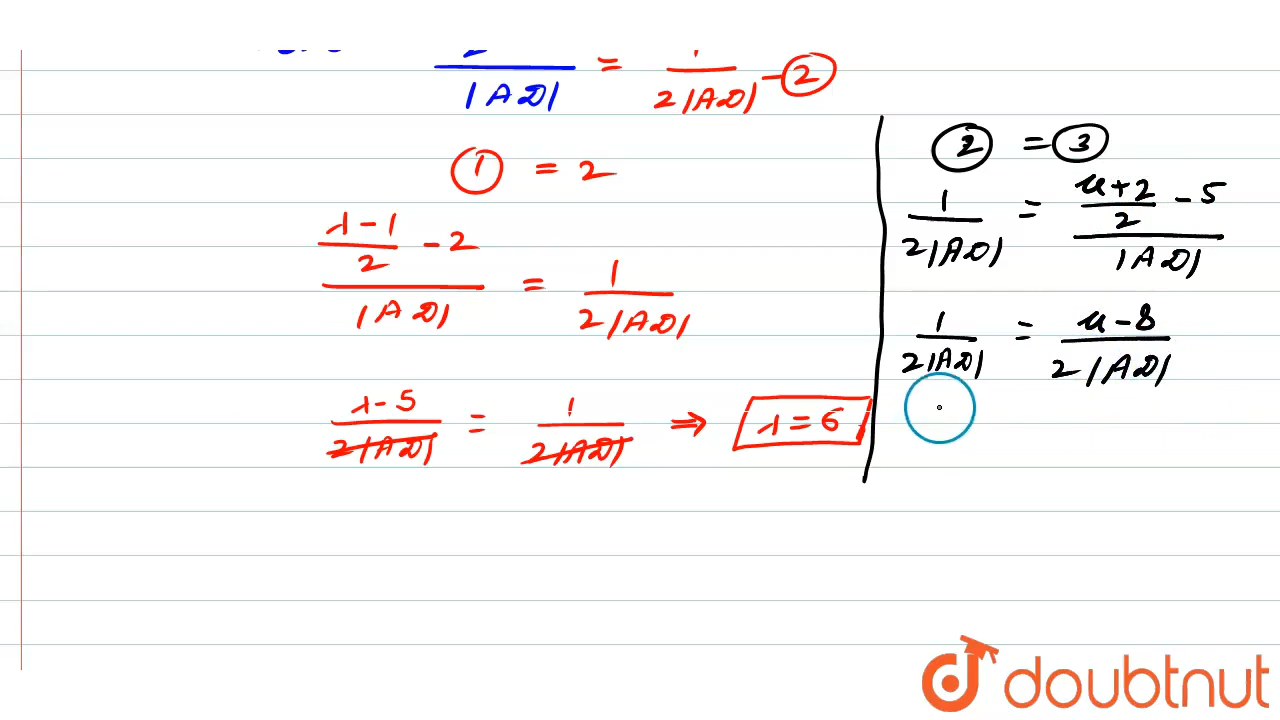 2/|AD| = 1/2|AD| - ②
① = 2
((λ-1)/2 - 2)/|AD| = 1/2|AD|
(λ-5)/2|AD| = 1/2|AD| ⇒ λ = 6
② = ③
1/2|AD| = ((μ+2)/2 - 5)/|AD|
1/2|AD| = (μ-8)/2|AD|
doubtnut